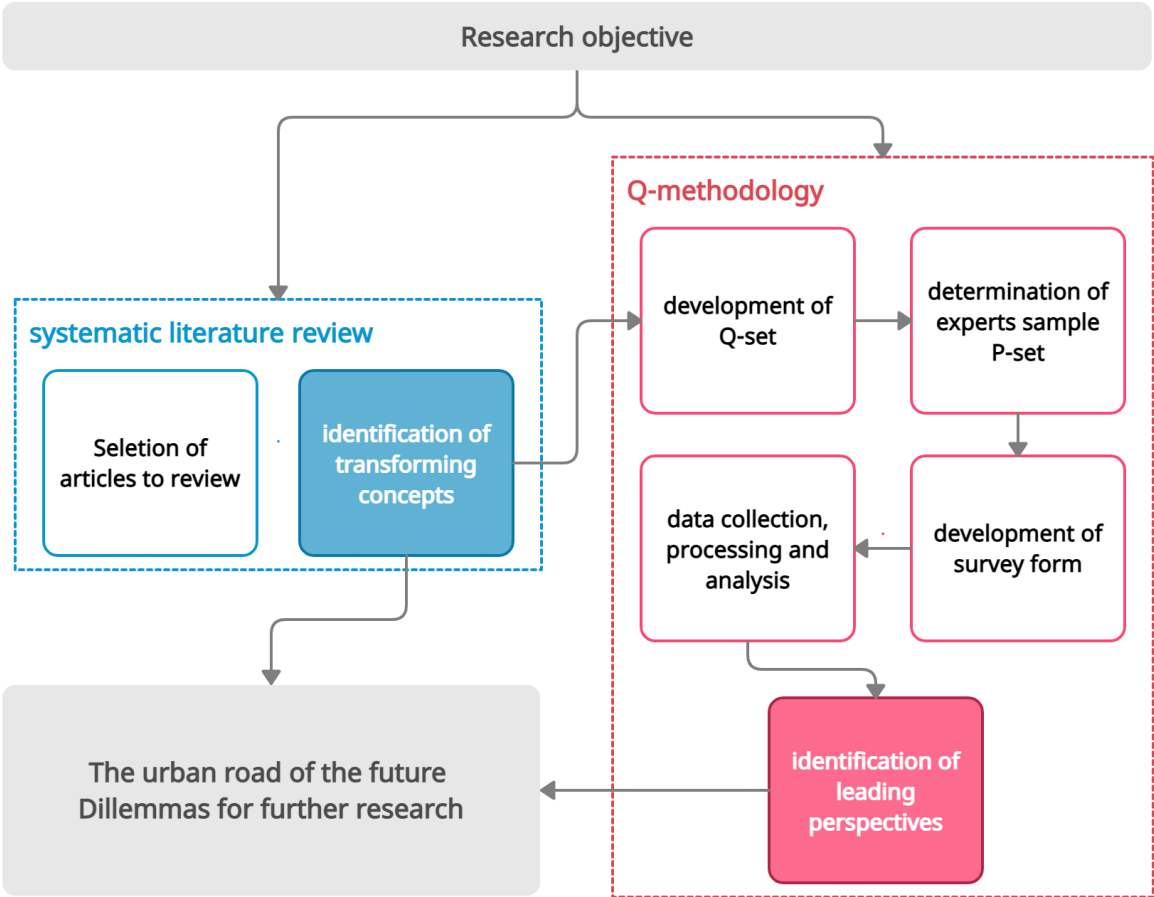 Research objective
Q-methodology
development of
Q-set
determination of
experts sample
P-set
systematic literature review
Seletion of
articles to review
identification of
transforming
concepts
data collection,
processing and
analysis
development of
survey form
The urban road of the future
Dillemmas for further research
identification of
leading
perspectives